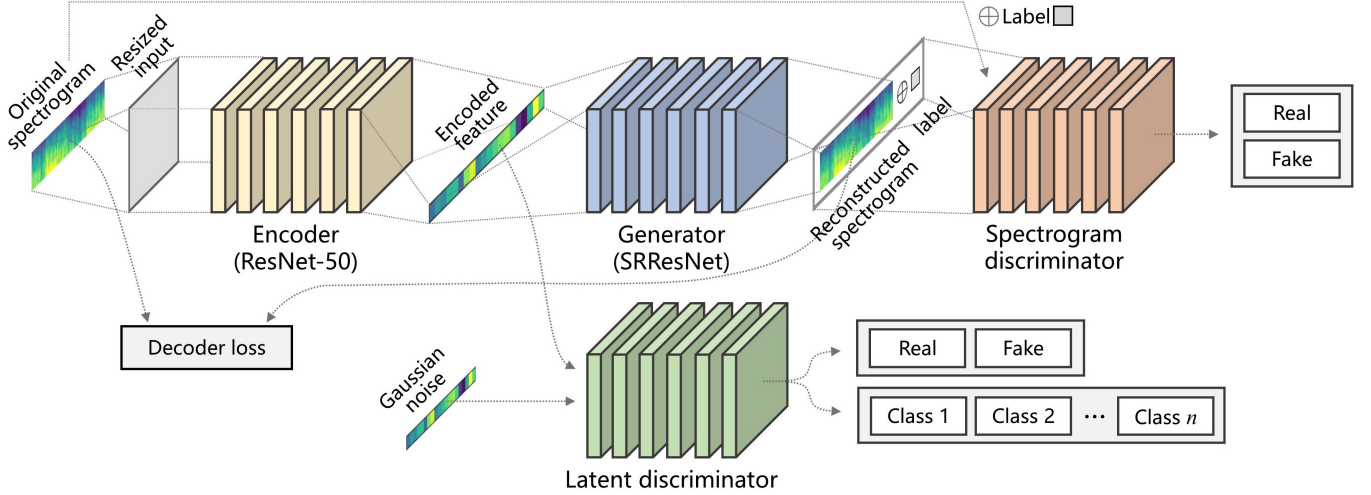 ⊕ Label
Original
spectrogram
Resized
input
Encoder
(ResNet-50)
Encoded
feature
Generator
(SRResNet)
Reconstructed
spectrogram
label
Spectrogram
discriminator
Real
Fake
Decoder loss
Gaussian
noise
Latent discriminator
Real Fake
Class 1 Class 2 ··· Class n